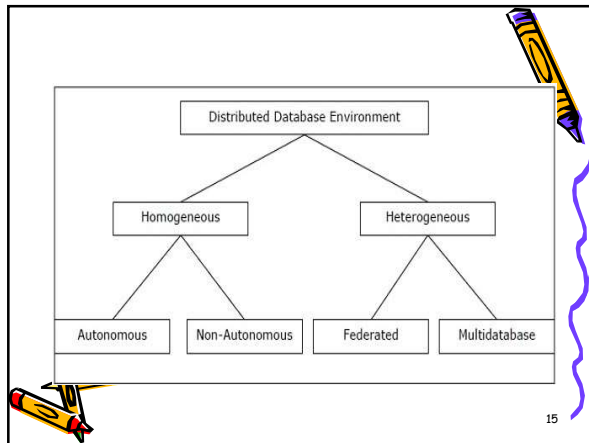 Distributed Database Environment
Homogeneous
Heterogeneous
Autonomous
Non-Autonomous
Federated
Multidatabase
15